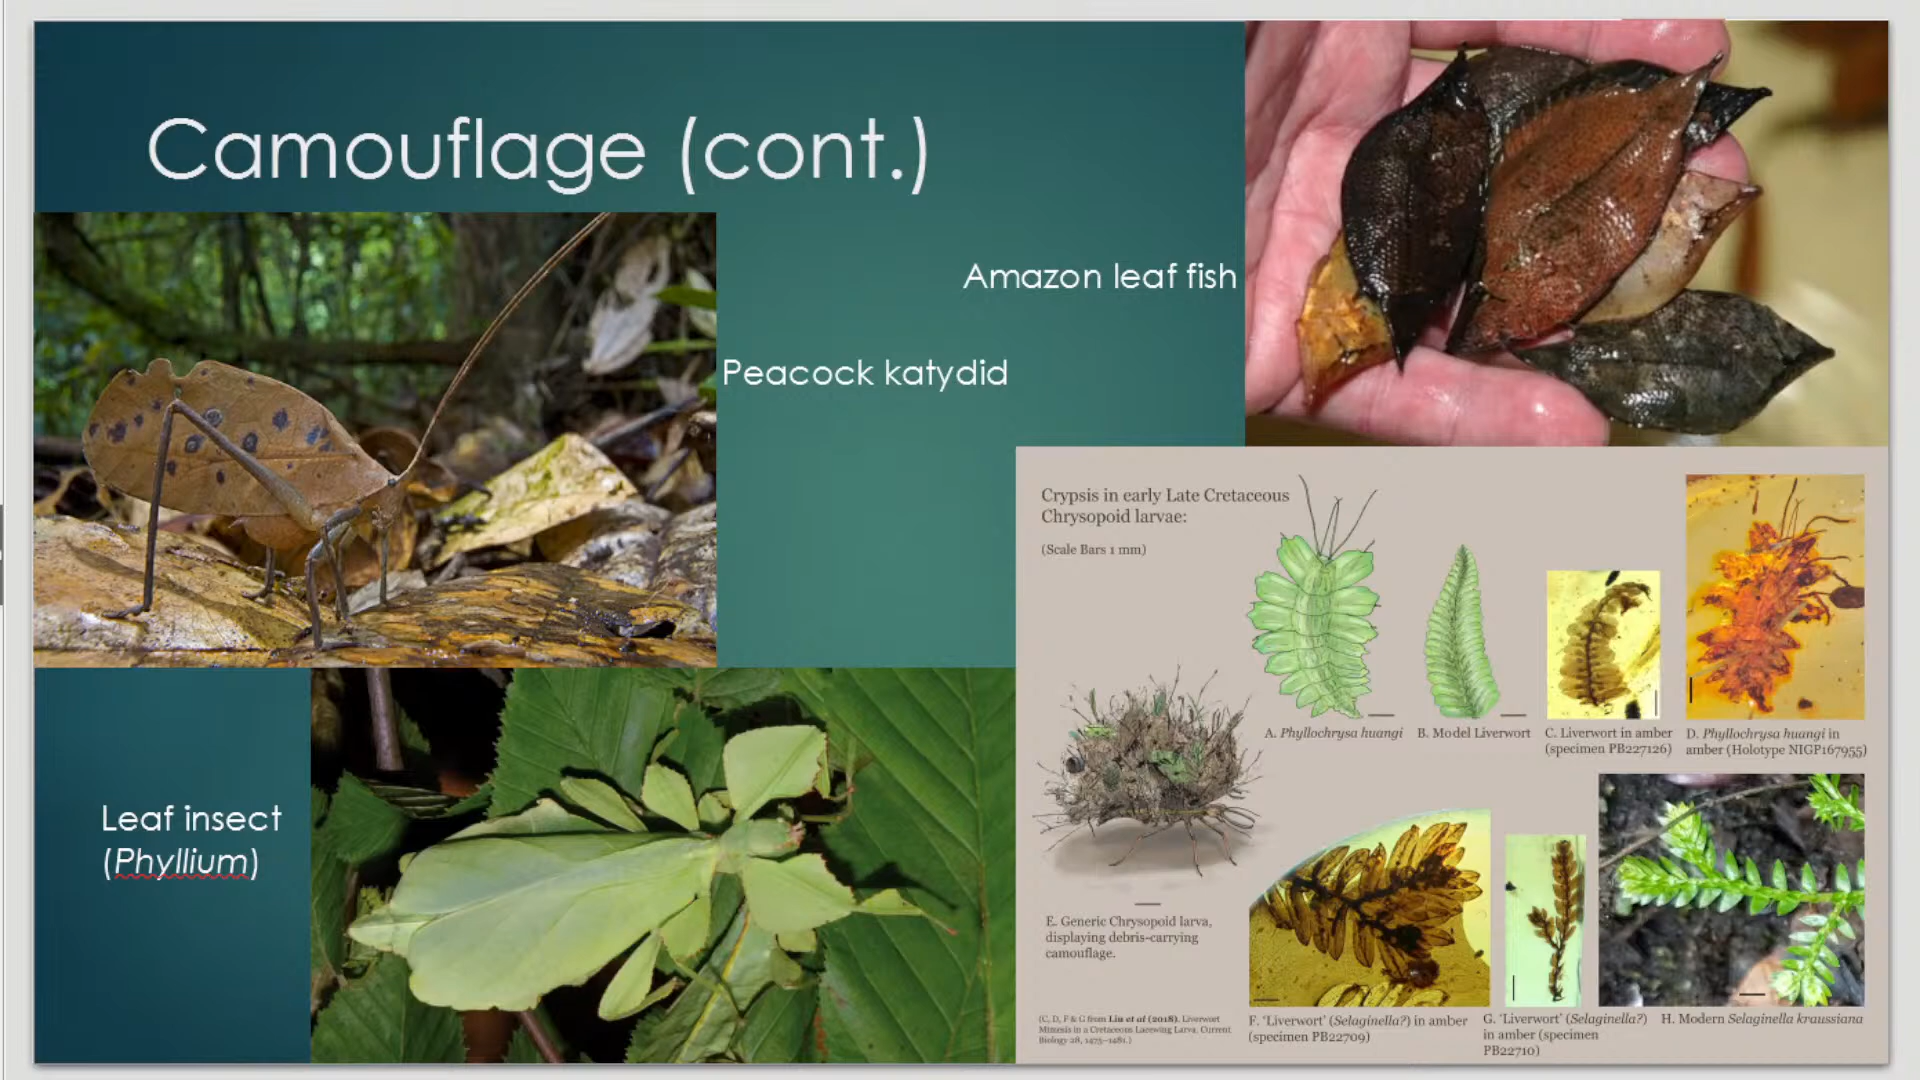 Camouflage (cont.)
Amazon leaf fish
Peacock katydid
Leaf insect
(Phyllium)
Crypsis in early Late Cretaceous
Chrysopoid larvae:
(Scale Bars 1 mm)
A. Phyllochrysa huangi
B. Model Liverwort
C. Liverwort in amber
(specimen PB227126)
D. Phyllochrysa huangi in
amber (Holotype NIGP167955)
E. Generic Chrysopoid larva,
displaying debris-carrying
camouflage.
(C, D, F & G from Liu et al (2018). Liverwort
Mimesis in a Cretaceous Lacewing Larva. Current
Biology 28, 1475–1481.)
F. 'Liverwort' (Selaginella?) in amber
(specimen PB22709)
G. 'Liverwort' (Selaginella?)
in amber (specimen
PB22710)
H. Modern Selaginella kraussiana